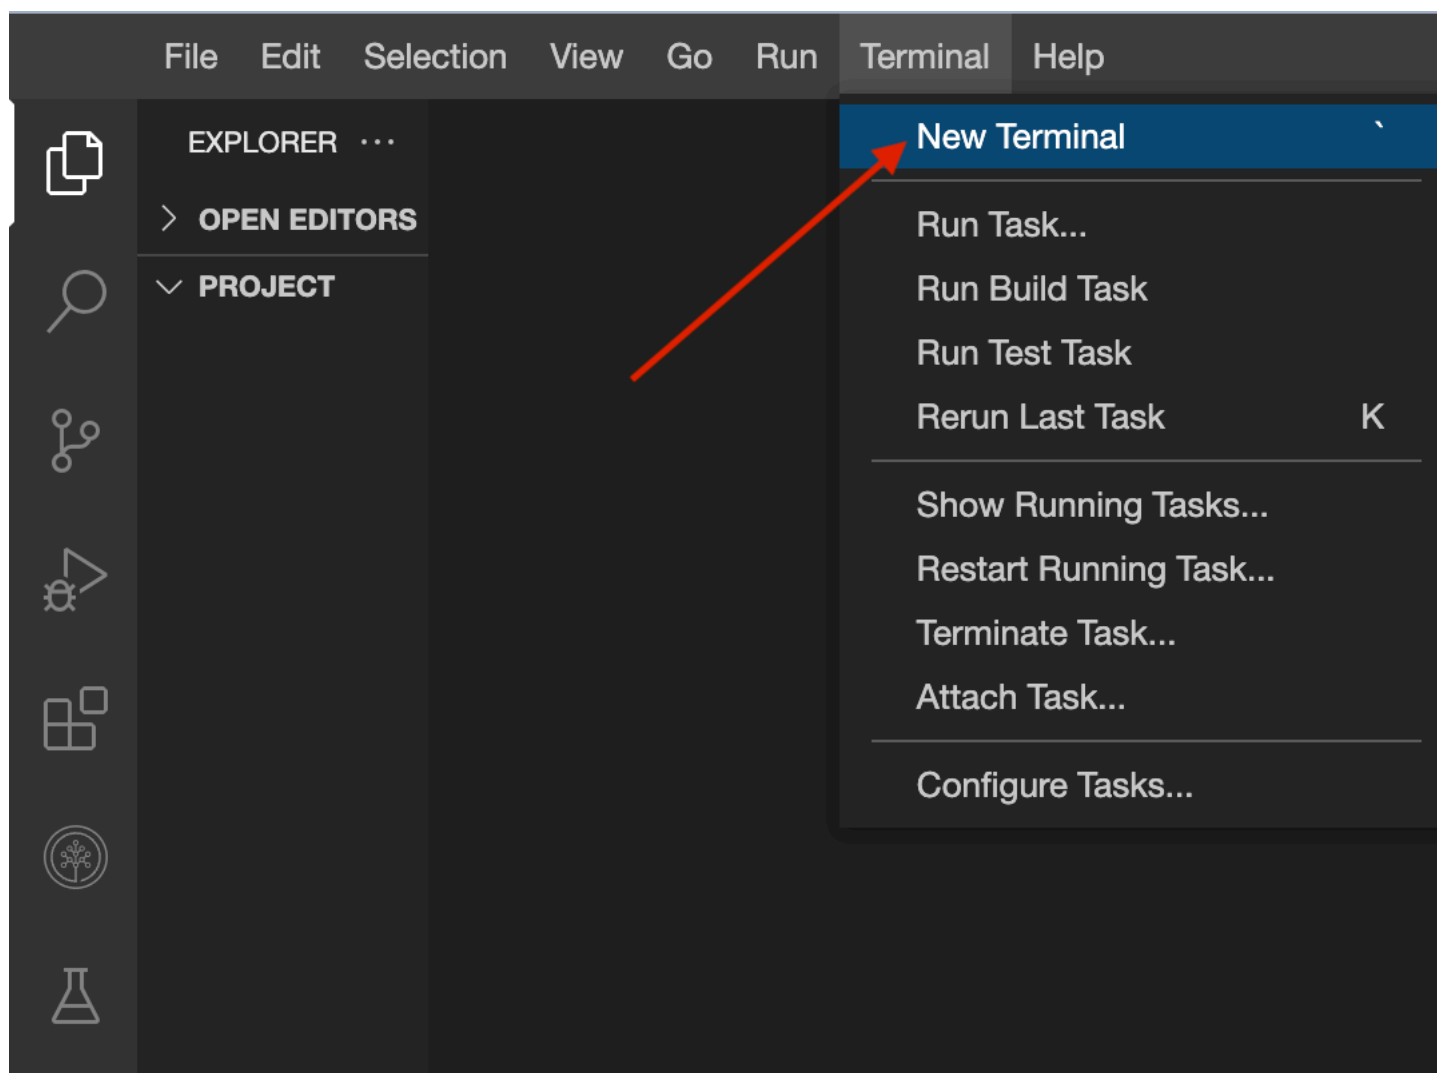 File Edit Selection View Go Run Terminal Help
EXPLORER ···
OPEN EDITORS
PROJECT
New Terminal `
Run Task...
Run Build Task
Run Test Task
Rerun Last Task K
Show Running Tasks...
Restart Running Task...
Terminate Task...
Attach Task...
Configure Tasks...